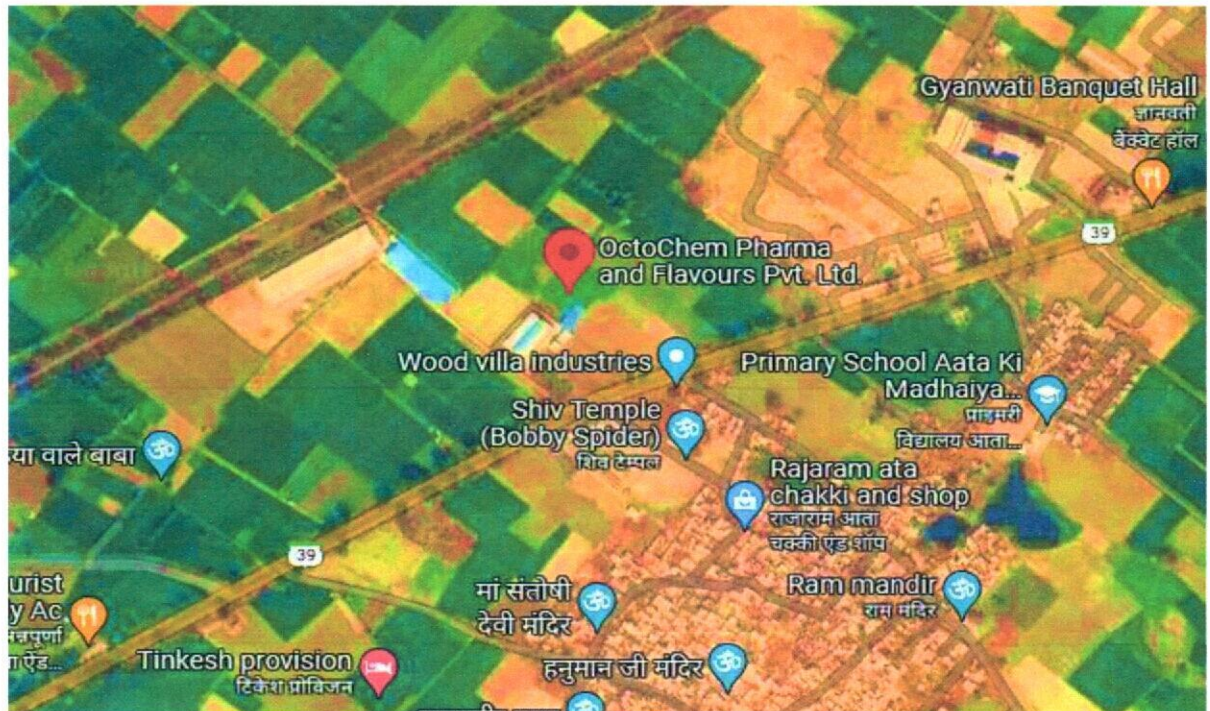 Gyanwati Banquet Hall
ज्ञानवती
बैंक्वेट हॉल
39
OctoChem Pharma
and Flavours Pvt. Ltd.
Wood villa industries
Primary School Aata Ki
Madhaiya...
प्राइमरी
विद्यालय आता...
Shiv Temple
(Bobby Spider)
शिव टेम्पल
या वाले बाबा
Rajaram ata
chakki and shop
राजाराम आता
चक्की एंड शॉप
39
urist
y Ac
न्नपूर्णा
ऐंड...
मां संतोषी
देवी मंदिर
Ram mandir
राम मंदिर
Tinkesh provision
टिंकेश प्रोविजन
हनुमान जी मंदिर